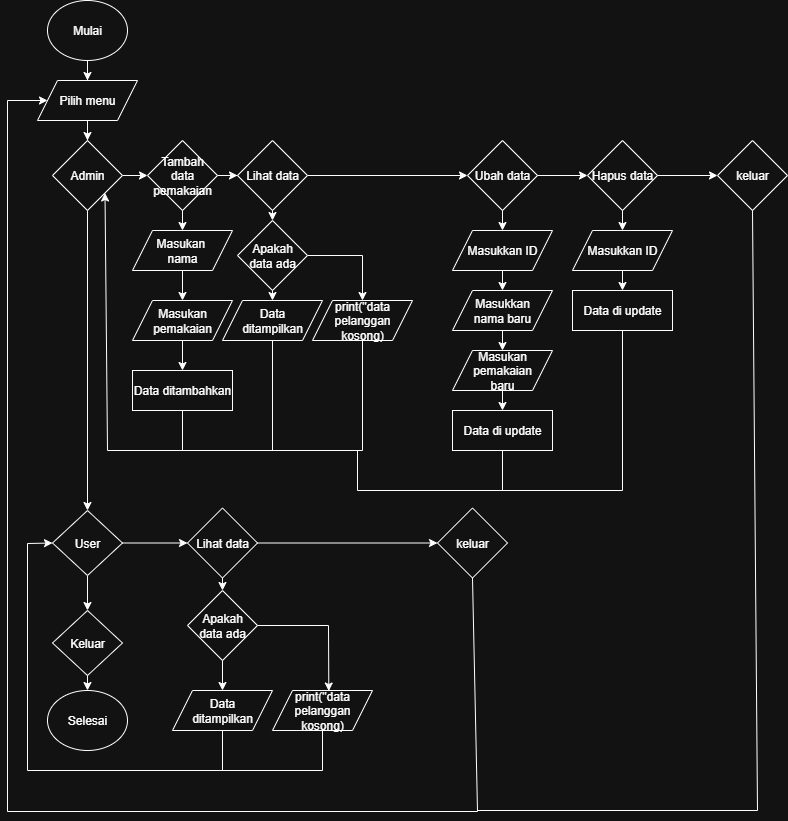 Mulai
Pilih menu
Admin
Tambah
data
pemakaian
Lihat data
Ubah data
Hapus data
keluar
Masukan
nama
Apakah
data ada
Masukkan ID
Masukkan ID
Masukan
pemakaian
Data
ditampilkan
print("data
pelanggan
kosong)
Masukkan
nama baru
Data di update
Data ditambahkan
Masukan
pemakaian
baru
Data di update
User
Lihat data
keluar
Keluar
Apakah
data ada
Selesai
Data
ditampilkan
print("data
pelanggan
kosong)